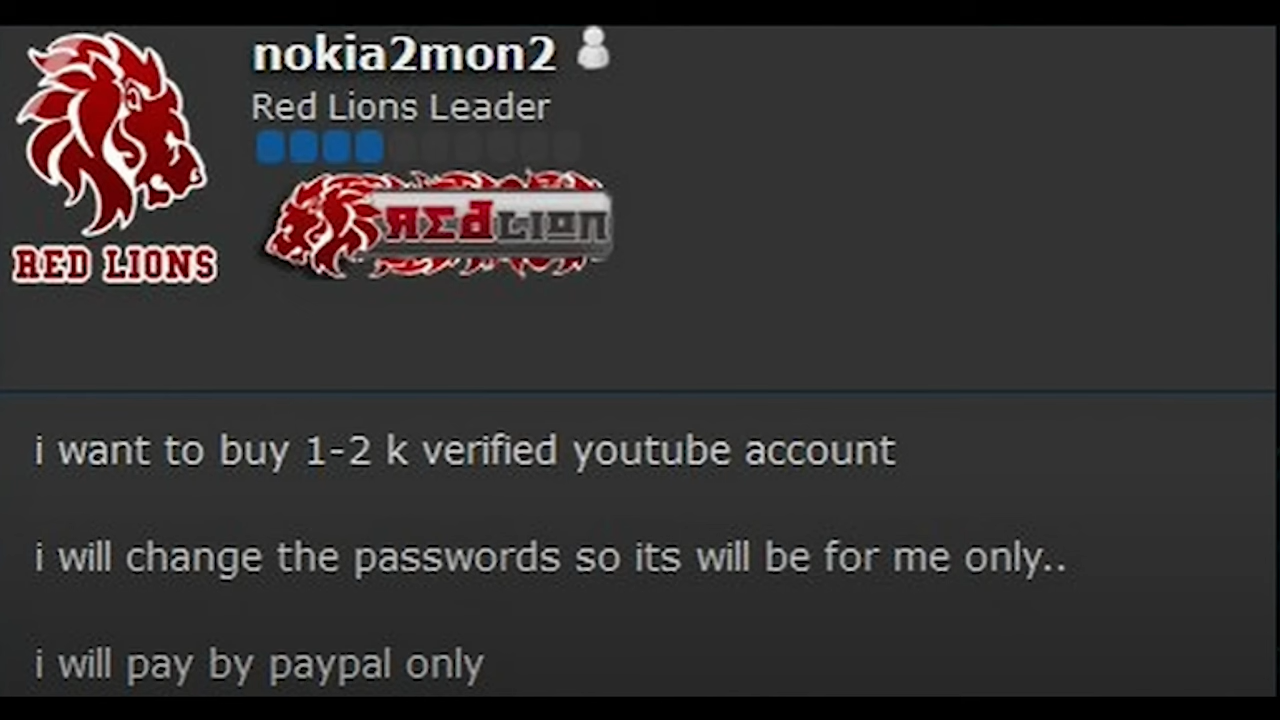 nokia2mon2
Red Lions Leader
RED LIONS
REd LION
i want to buy 1-2 k verified youtube account
i will change the passwords so its will be for me only..
i will pay by paypal only